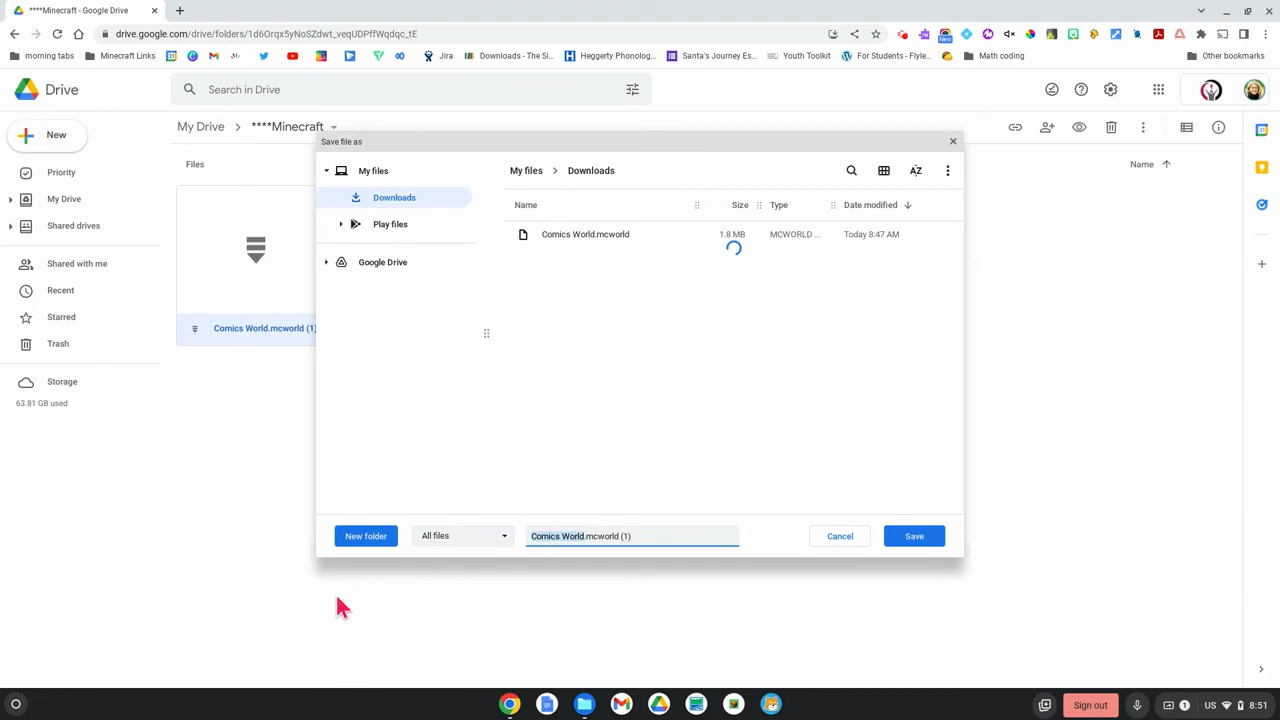 ****Minecraft - Google Drive
drive.google.com/drive/folders/1d6Orqx5yNoSZdwt_veqUDPffWqdqc_tE
New
morning tabs
Minecraft Links
Jira
Downloads - The Si...
Heggerty Phonolog...
Santa's Journey Es...
Youth Toolkit
For Students - Flyle...
Math coding
Other bookmarks
Drive
Search in Drive
New
My Drive
****Minecraft
Files
Name
Priority
My Drive
Shared drives
Shared with me
Recent
Starred
Trash
Storage
63.81 GB used
Comics World.mcworld (1)
Save file as
My files
Downloads
Play files
Google Drive
My files
Downloads
Name
Size
Type
Date modified
Comics World.mcworld
1.8 MB
MCWORLD ...
Today 8:47 AM
New folder
All files
Comics World.mcworld (1)
Cancel
Save
Sign out
1
US
8:51